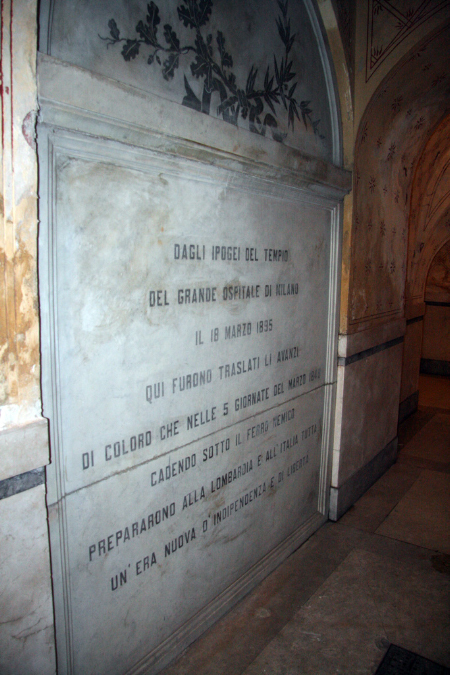 DAGLI IPOGEI DEL TEMPIO
DEL GRANDE OSPITALE DI MILANO
IL 18 MARZO 1895
QUI FURONO TRASLATI LI AVANZI
DI COLORO CHE NELLE 5 GIORNATE DEL MARZO 1848
CADENDO SOTTO IL FERRO NEMICO
PREPARARONO ALLA LOMBARDIA E ALL'ITALIA TUTTA
UN'ERA NUOVA D'INDIPENDENZA E DI LIBERTÀ